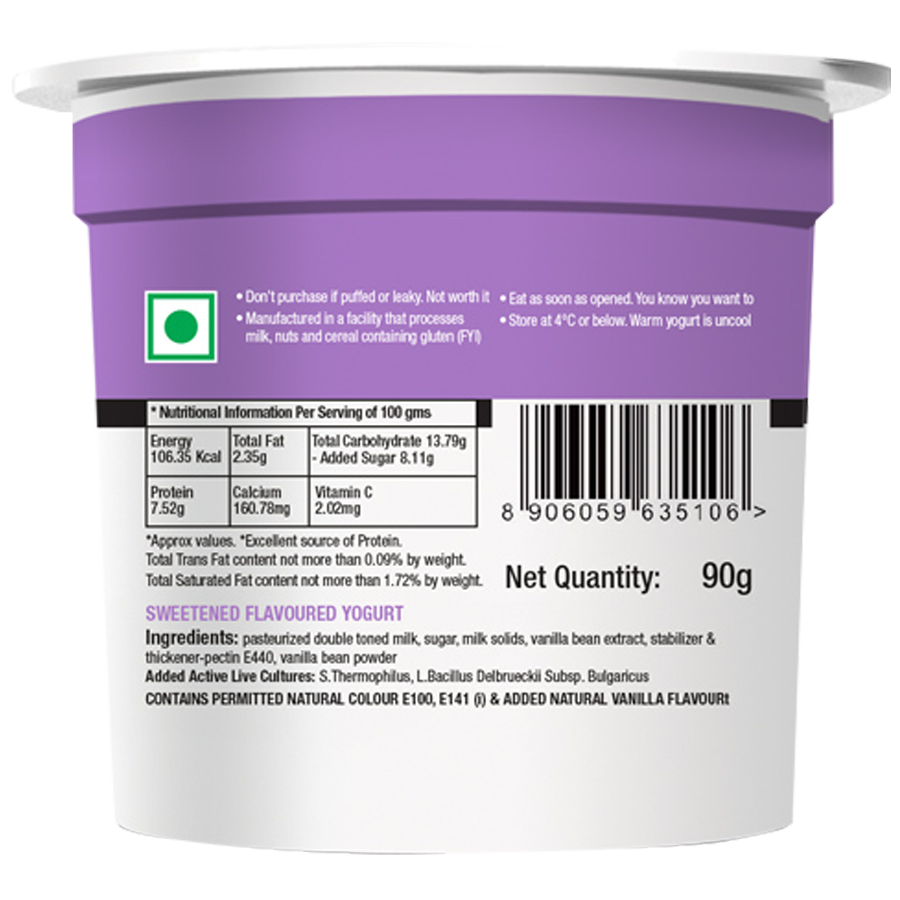 • Don't purchase if puffed or leaky. Not worth it
• Manufactured in a facility that processes
milk, nuts and cereal containing gluten (FYI)
• Eat as soon as opened. You know you want to
• Store at 4°C or below. Warm yogurt is uncool
* Nutritional Information Per Serving of 100 gms
Energy
106.35 Kcal
Total Fat
2.35g
Total Carbohydrate 13.79g
- Added Sugar 8.11g
Protein
7.52g
Calcium
160.78mg
Vitamin C
2.02mg
*Approx values. *Excellent source of Protein.
Total Trans Fat content not more than 0.09% by weight.
Total Saturated Fat content not more than 1.72% by weight.
8 906059 635106 >
Net Quantity: 90g
SWEETENED FLAVOURED YOGURT
Ingredients: pasteurized double toned milk, sugar, milk solids, vanilla bean extract, stabilizer &
thickener-pectin E440, vanilla bean powder
Added Active Live Cultures: S.Thermophilus, L.Bacillus Delbrueckii Subsp. Bulgaricus
CONTAINS PERMITTED NATURAL COLOUR E100, E141 (i) & ADDED NATURAL VANILLA FLAVOURt